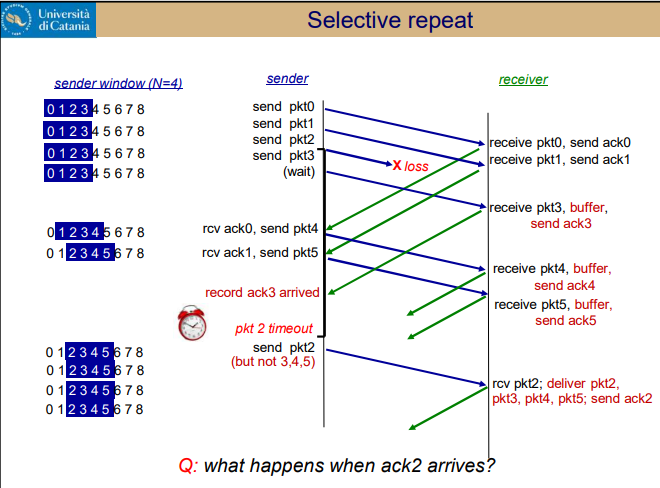 Università
di Catania
Selective repeat
sender window (N=4)
sender
receiver
0 1 2 3 4 5 6 7 8
0 1 2 3 4 5 6 7 8
0 1 2 3 4 5 6 7 8
0 1 2 3 4 5 6 7 8
send pkt0
send pkt1
send pkt2
send pkt3
(wait)
X loss
receive pkt0, send ack0
receive pkt1, send ack1
receive pkt3, buffer,
send ack3
0 1 2 3 4 5 6 7 8
rcv ack0, send pkt4
0 1 2 3 4 5 6 7 8
rcv ack1, send pkt5
receive pkt4, buffer,
send ack4
record ack3 arrived
receive pkt5, buffer,
send ack5
pkt 2 timeout
0 1 2 3 4 5 6 7 8
0 1 2 3 4 5 6 7 8
0 1 2 3 4 5 6 7 8
0 1 2 3 4 5 6 7 8
send pkt2
(but not 3,4,5)
rcv pkt2; deliver pkt2,
pkt3, pkt4, pkt5; send ack2
Q: what happens when ack2 arrives?